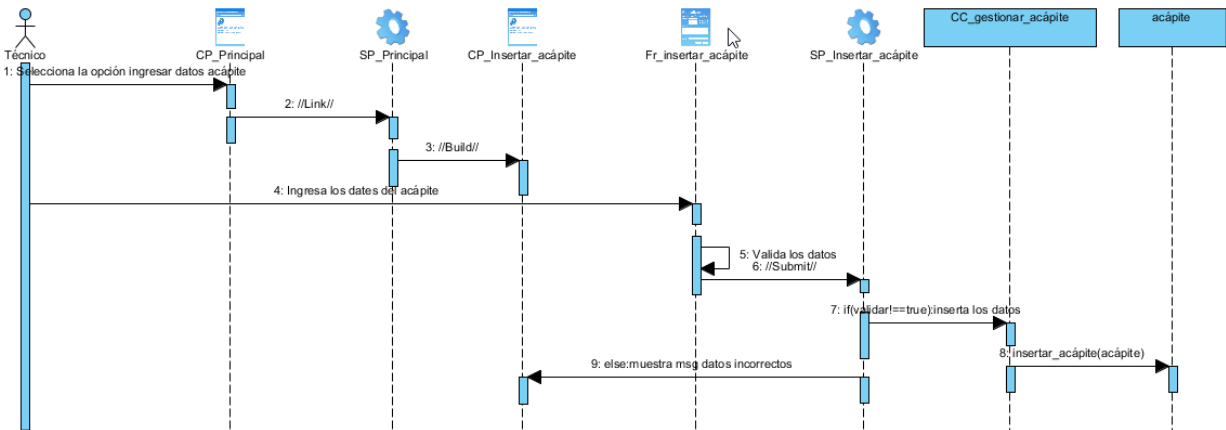 Técnico
CP_Principal
SP_Principal
CP_Insertar_acápite
Fr_insertar_acápite
SP_Insertar_acápite
CC_gestionar_acápite
acápite
1: Selecciona la opción ingresar datos acápite
2: //Link//
3: //Build//
4: Ingresa los dates del acápite
5: Valida los datos
6: //Submit//
7: if(validar!==true):inserta los datos
8: insertar_acápite(acápite)
9: else:muestra msg datos incorrectos